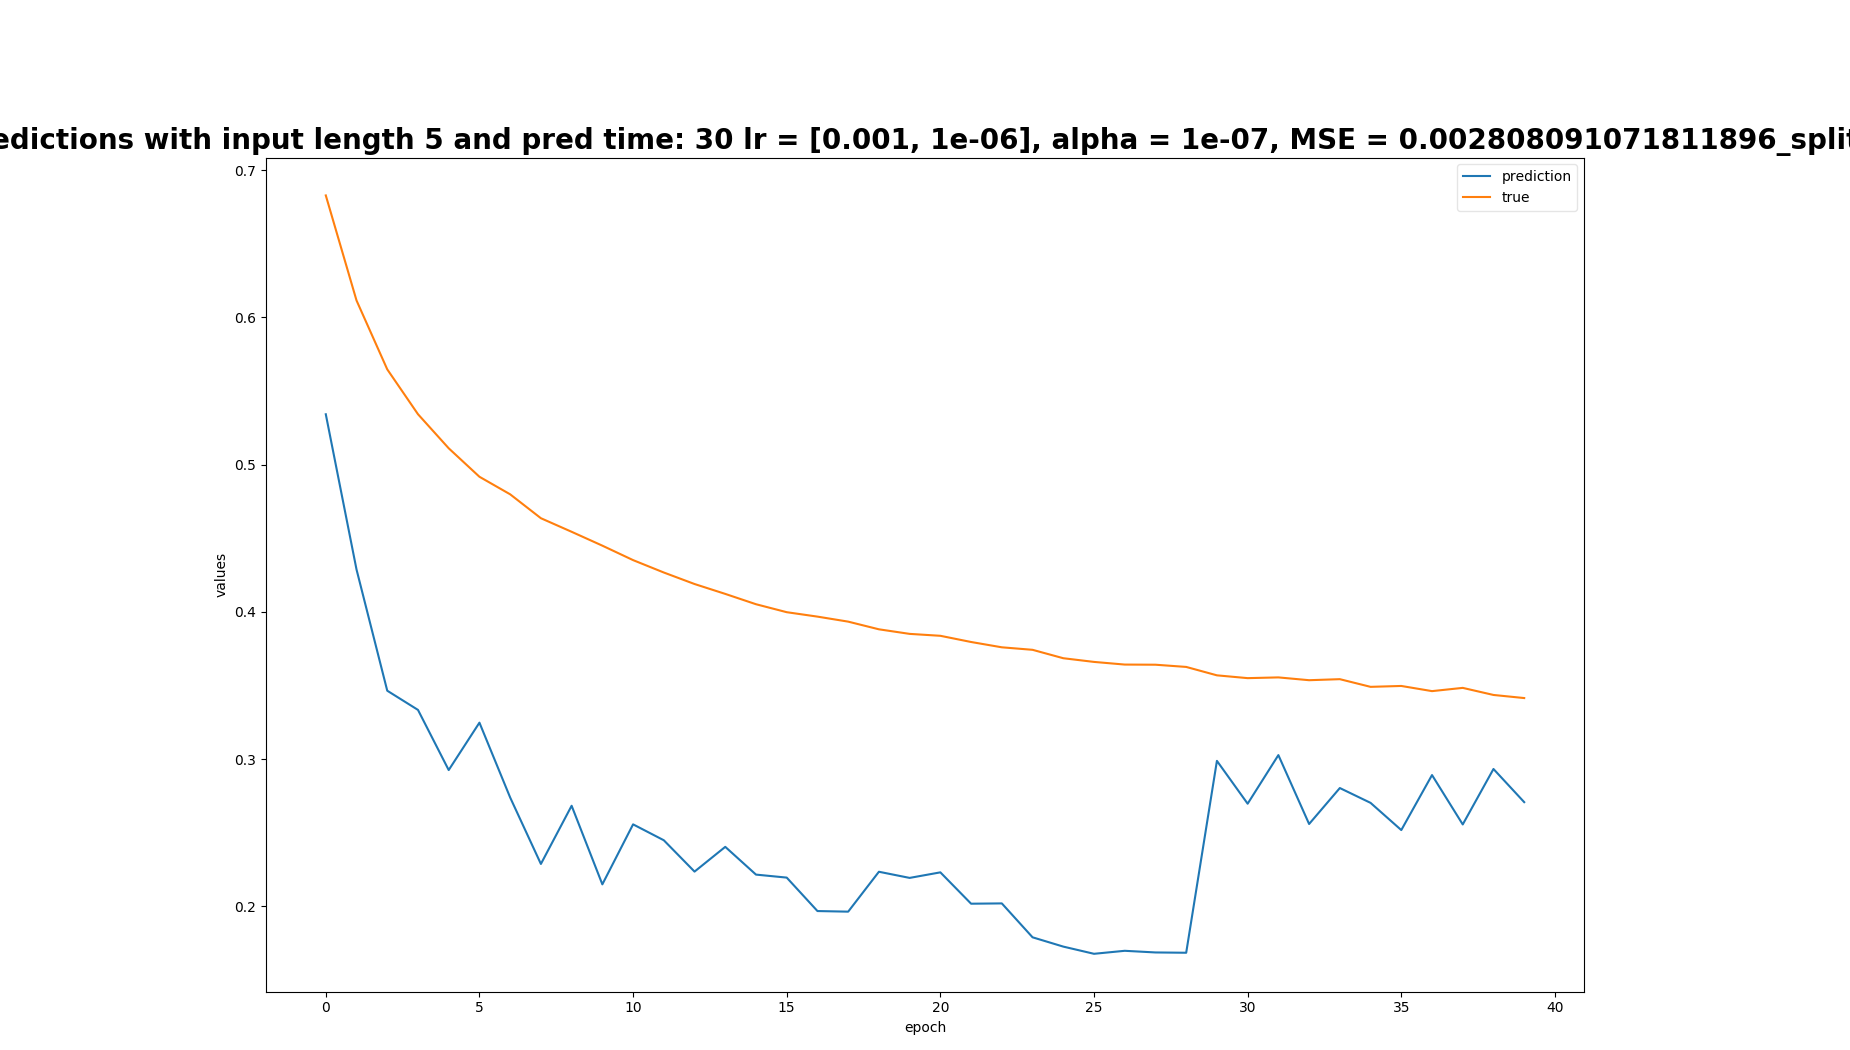 edictions with input length 5 and pred time: 30 lr = [0.001, 1e-06], alpha = 1e-07, MSE = 0.002808091071811896_split
prediction
true
0.7
0.6
0.5
0.4
0.3
0.2
values
0 5 10 15 20 25 30 35 40
epoch